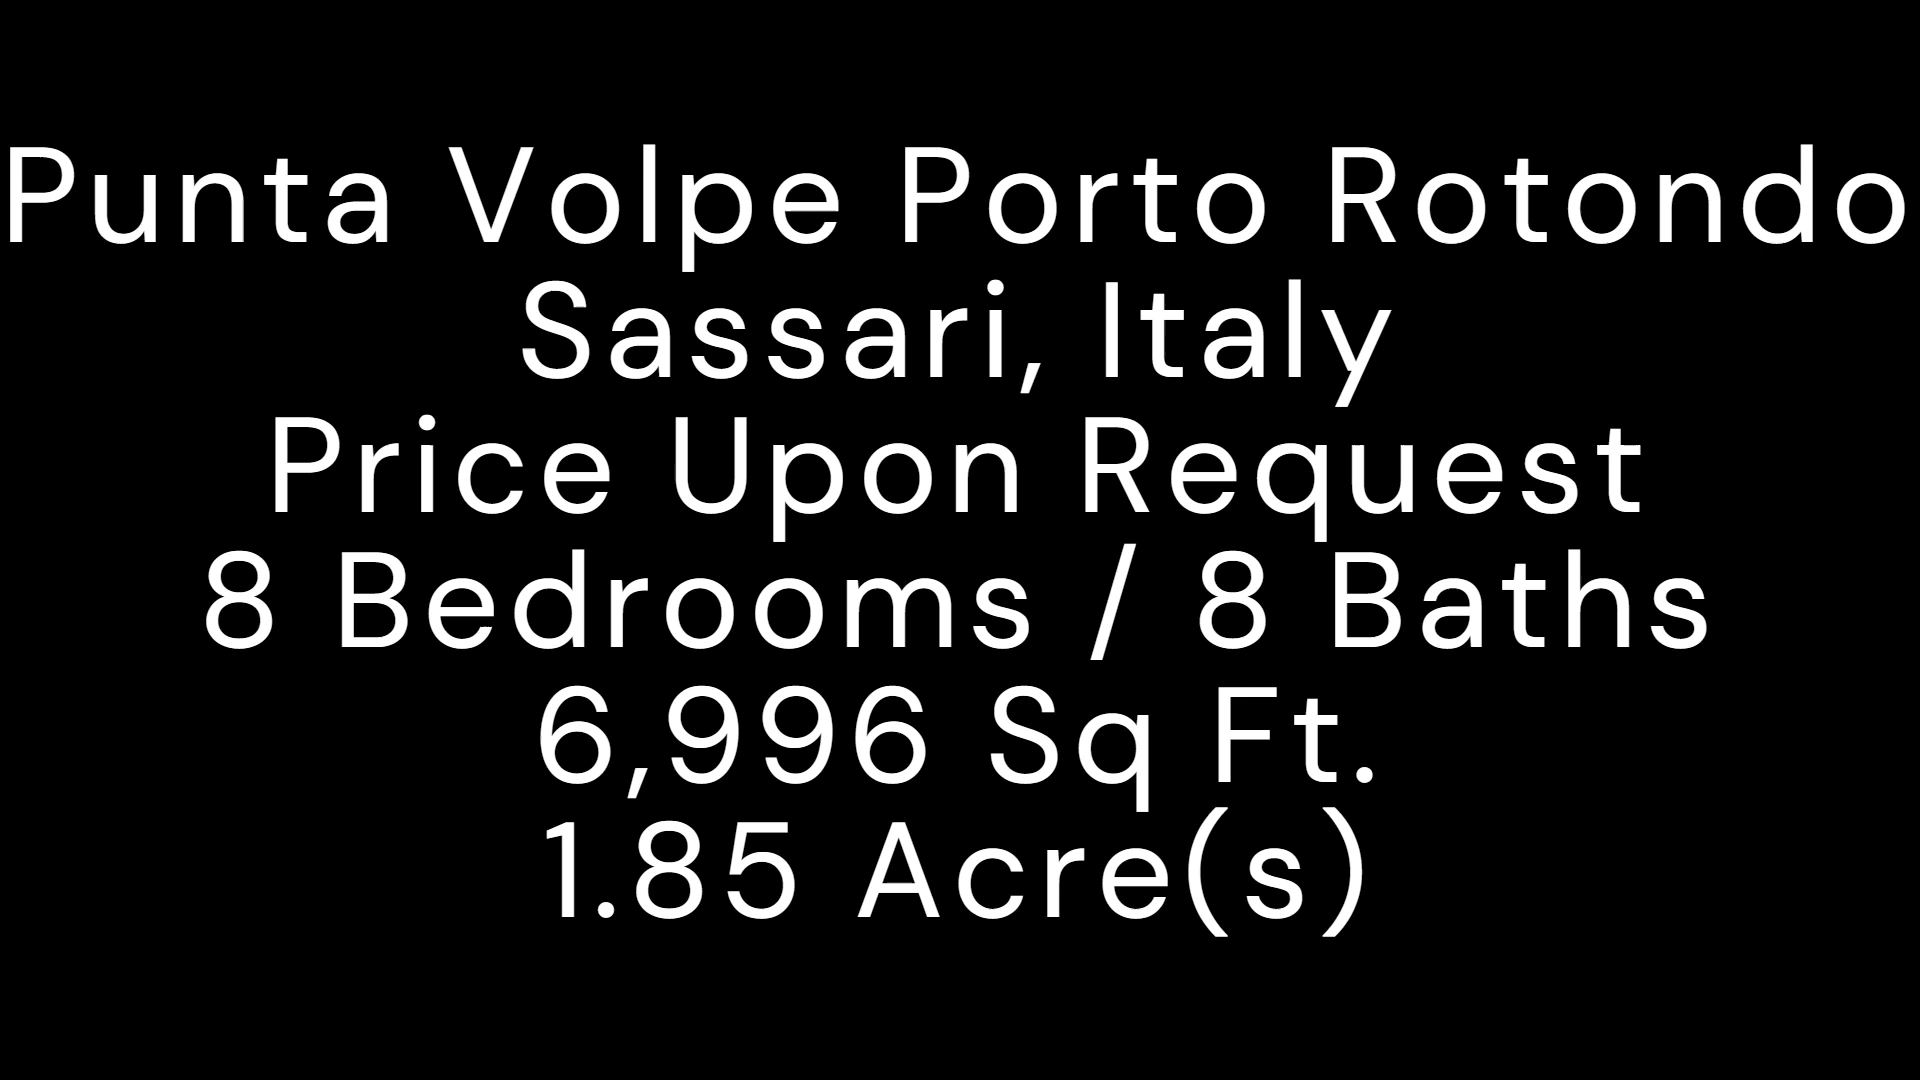 Punta Volpe Porto Rotondo
Sassari, Italy
Price Upon Request
8 Bedrooms / 8 Baths
6,996 Sq Ft.
1.85 Acre(s)